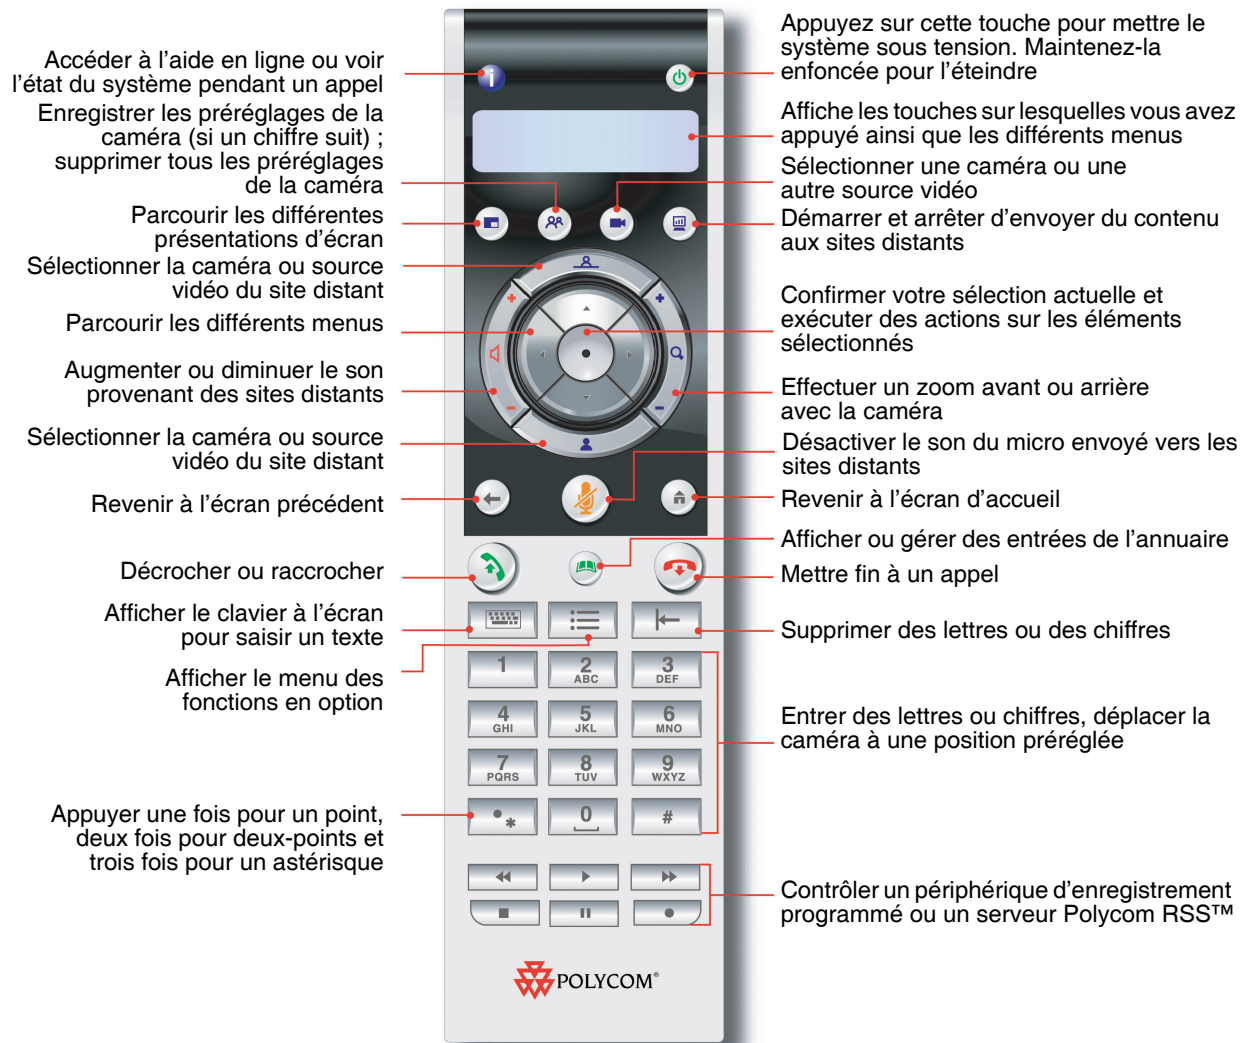 Accéder à l'aide en ligne ou voir
l'état du système pendant un appel
Enregistrer les préréglages de la
caméra (si un chiffre suit) ;
supprimer tous les préréglages
de la caméra
Parcourir les différentes
présentations d'écran
Sélectionner la caméra ou source
vidéo du site distant
Parcourir les différents menus
Augmenter ou diminuer le son
provenant des sites distants
Sélectionner la caméra ou source
vidéo du site distant
Revenir à l'écran précédent
Décrocher ou raccrocher
Afficher le clavier à l'écran
pour saisir un texte
Afficher le menu des
fonctions en option
Appuyer une fois pour un point,
deux fois pour deux-points et
trois fois pour un astérisque
i
1
2
ABC
3
DEF
4
GHI
5
JKL
6
MNO
7
PQRS
8
TUV
9
WXYZ
*
0
#
POLYCOM®
Appuyez sur cette touche pour mettre le
système sous tension. Maintenez-la
enfoncée pour l'éteindre
Affiche les touches sur lesquelles vous avez
appuyé ainsi que les différents menus
Sélectionner une caméra ou une
autre source vidéo
Démarrer et arrêter d'envoyer du contenu
aux sites distants
Confirmer votre sélection actuelle et
exécuter des actions sur les éléments
sélectionnés
Effectuer un zoom avant ou arrière
avec la caméra
Désactiver le son du micro envoyé vers les
sites distants
Revenir à l'écran d'accueil
Afficher ou gérer des entrées de l'annuaire
Mettre fin à un appel
Supprimer des lettres ou des chiffres
Entrer des lettres ou chiffres, déplacer la
caméra à une position préréglée
Contrôler un périphérique d'enregistrement
programmé ou un serveur Polycom RSS™